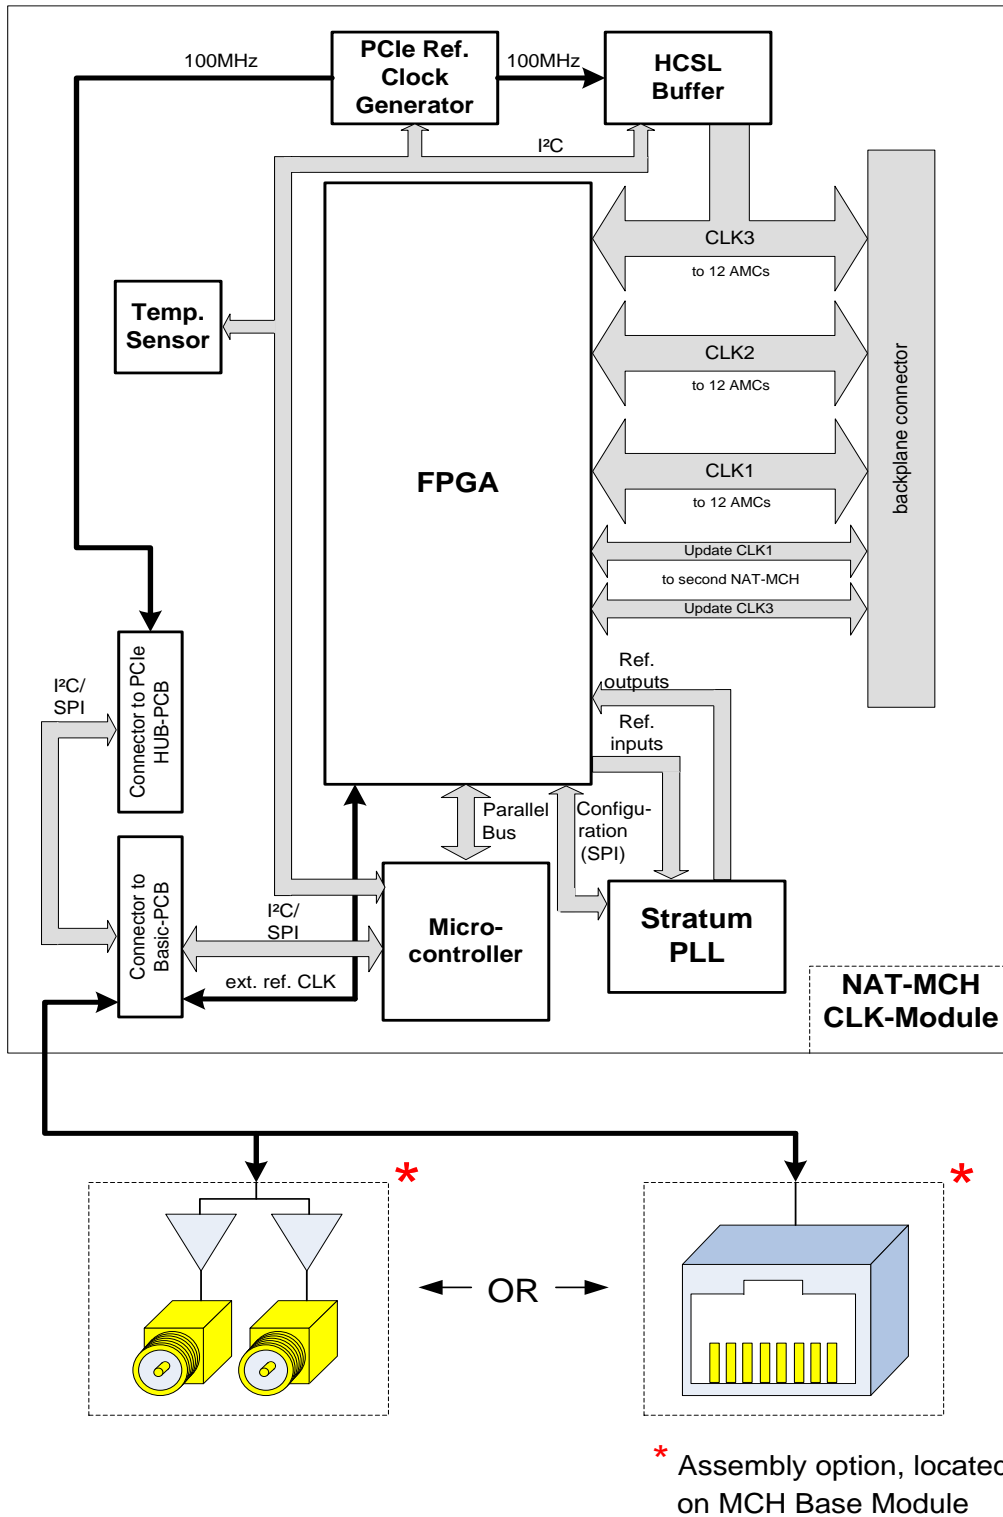 100MHz
PCIe Ref.
Clock
Generator
100MHz
HCSL
Buffer
I²C
CLK3
to 12 AMCs
Temp.
Sensor
CLK2
to 12 AMCs
FPGA
CLK1
to 12 AMCs
backplane connector
Update CLK1
to second NAT-MCH
Update CLK3
I²C/
SPI
Connector to PCIe
HUB-PCB
Ref.
outputs
Ref.
inputs
Parallel
Bus
Configu-
ration
(SPI)
Connector to
Basic-PCB
I²C/
SPI
ext. ref. CLK
Micro-
controller
Stratum
PLL
NAT-MCH
CLK-Module
*
*
OR
* Assembly option, located
on MCH Base Module